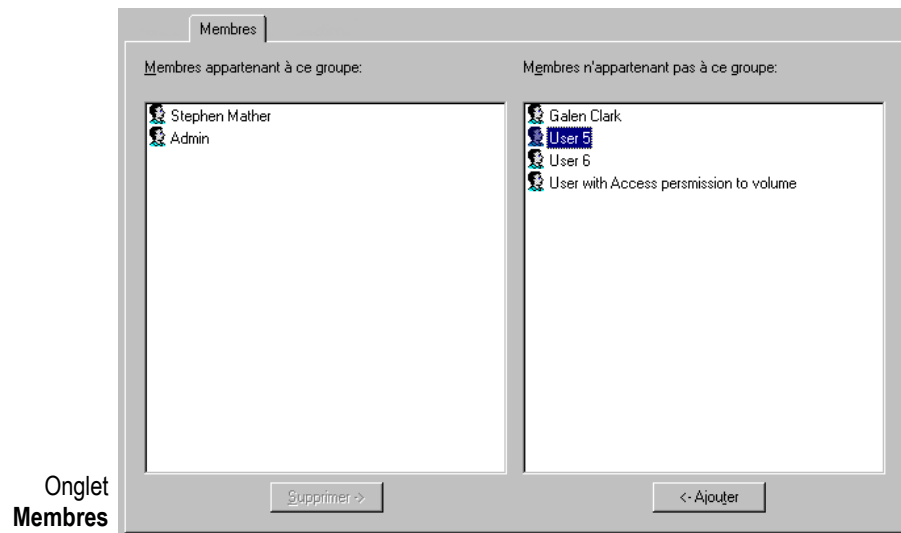 Membres
Membres appartenant à ce groupe:
Stephen Mather
Admin
Supprimer ->
Membres n'appartenant pas à ce groupe:
Galen Clark
User 5
User 6
User with Access persmission to volume
<- Ajouter
Onglet
Membres